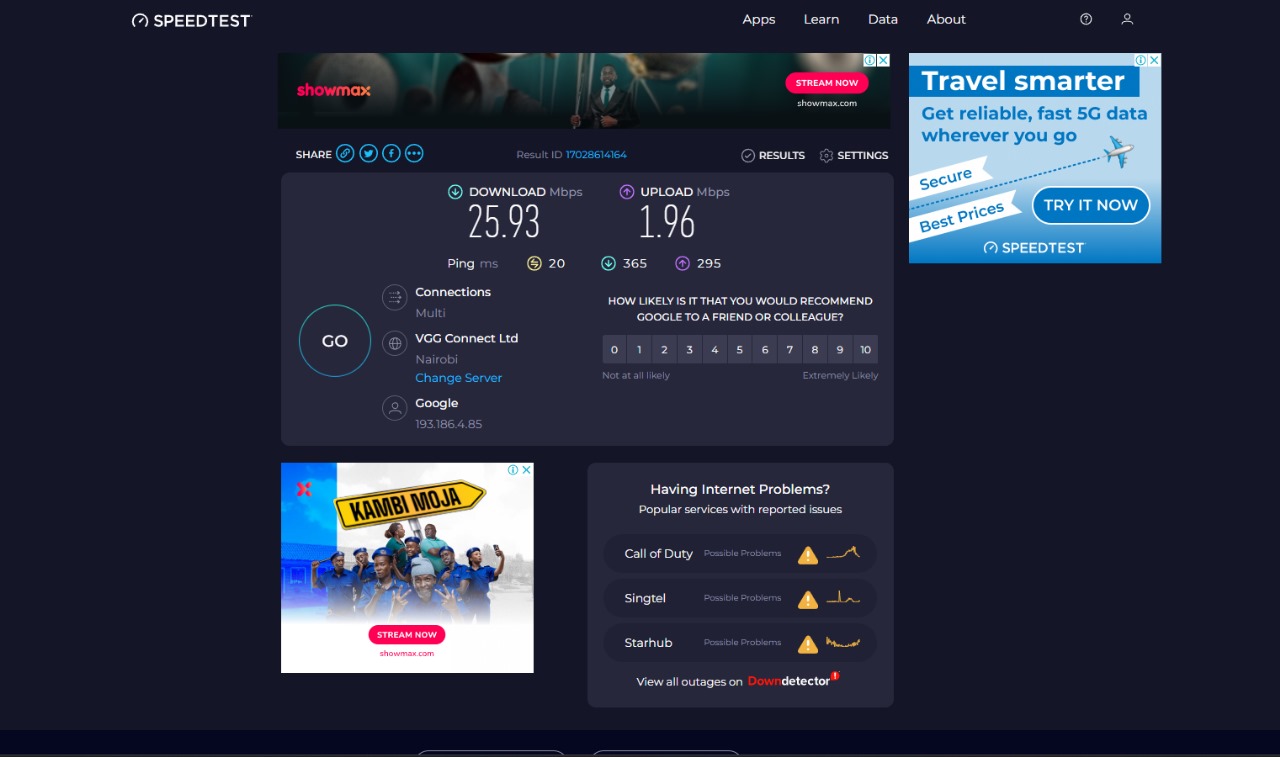 SPEEDTEST
Apps Learn Data About
showmax
STREAM NOW
showmax.com
Travel smarter
Get reliable, fast 5G data
wherever you go
Secure
Best Prices
TRY IT NOW
SPEEDTEST
SHARE
Result ID 17028614164
RESULTS SETTINGS
DOWNLOAD Mbps
25.93
UPLOAD Mbps
1.96
Ping ms 20 365 295
GO
Connections
Multi
VGG Connect Ltd
Nairobi
Change Server
Google
193.186.4.85
HOW LIKELY IS IT THAT YOU WOULD RECOMMEND
GOOGLE TO A FRIEND OR COLLEAGUE?
0 1 2 3 4 5 6 7 8 9 10
Not at all likely Extremely Likely
KAMBI MOJA
STREAM NOW
showmax.com
Having Internet Problems?
Popular services with reported issues
Call of Duty Possible Problems
Singtel Possible Problems
Starhub Possible Problems
View all outages on Downdetector